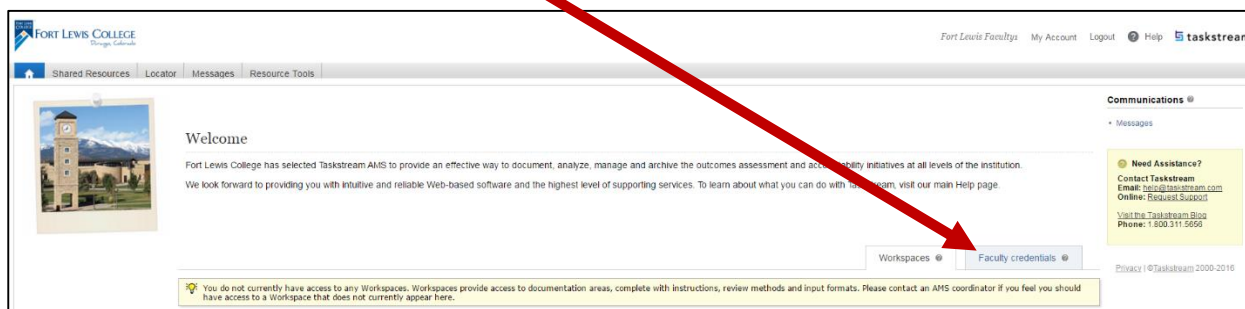 FORT LEWIS COLLEGE
Durango, Colorado
Fort Lewis Facultys My Account Logout Help taskstream
Shared Resources Locator Messages Resource Tools
Communications
Messages
Welcome
Fort Lewis College has selected Taskstream AMS to provide an effective way to document, analyze, manage and archive the outcomes assessment and accountability initiatives at all levels of the institution.
We look forward to providing you with intuitive and reliable Web-based software and the highest level of supporting services. To learn about what you can do with Taskstream, visit our main Help page.
Need Assistance?
Contact Taskstream
Email: help@taskstream.com
Online: Request Support
Visit the Taskstream Blog
Phone: 1.800.311.5656
Workspaces Faculty credentials
Privacy | ©Taskstream 2000-2016
You do not currently have access to any Workspaces. Workspaces provide access to documentation areas, complete with instructions, review methods and input formats. Please contact an AMS coordinator if you feel you should
have access to a Workspace that does not currently appear here.